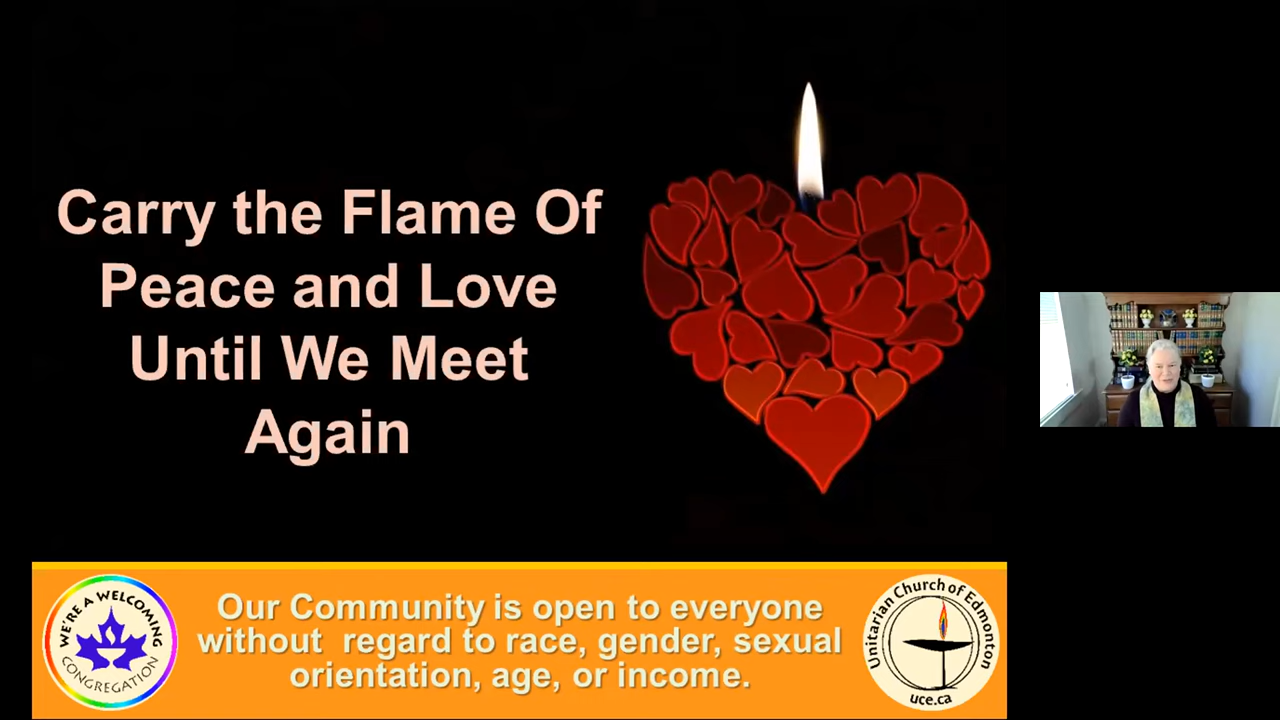 Carry the Flame Of
Peace and Love
Until We Meet
Again
WE'RE A WELCOMING
CONGREGATION
Our Community is open to everyone
without regard to race, gender, sexual
orientation, age, or income.
Unitarian Church of Edmonton
uce.ca